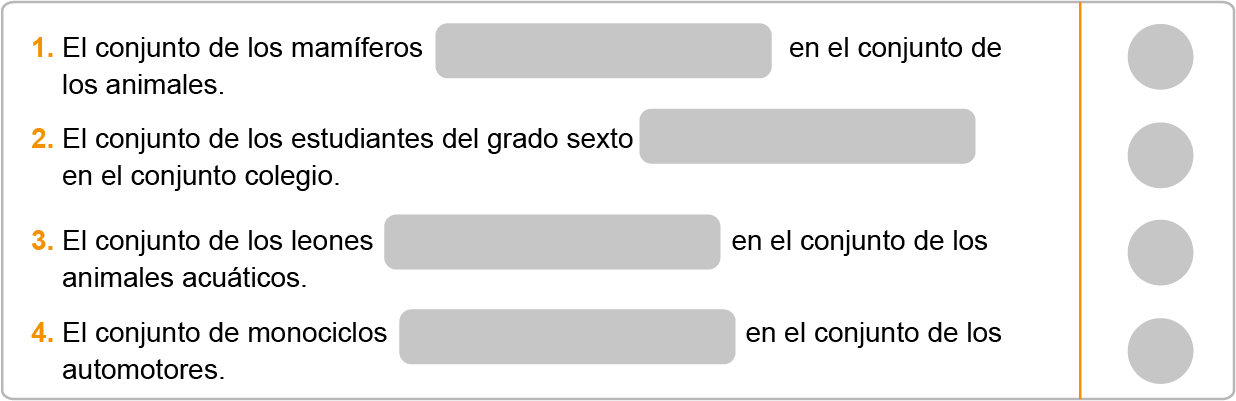 1. El conjunto de los mamíferos en el conjunto de
los animales.
2. El conjunto de los estudiantes del grado sexto
en el conjunto colegio.
3. El conjunto de los leones en el conjunto de los
animales acuáticos.
4. El conjunto de monociclos en el conjunto de los
automotores.